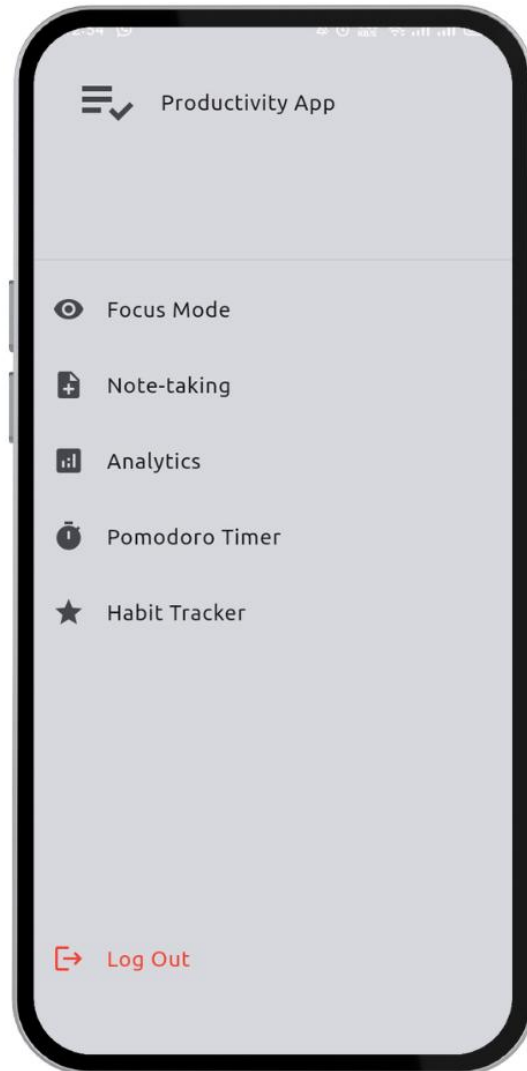 Productivity App
Focus Mode
Note-taking
Analytics
Pomodoro Timer
Habit Tracker
Log Out